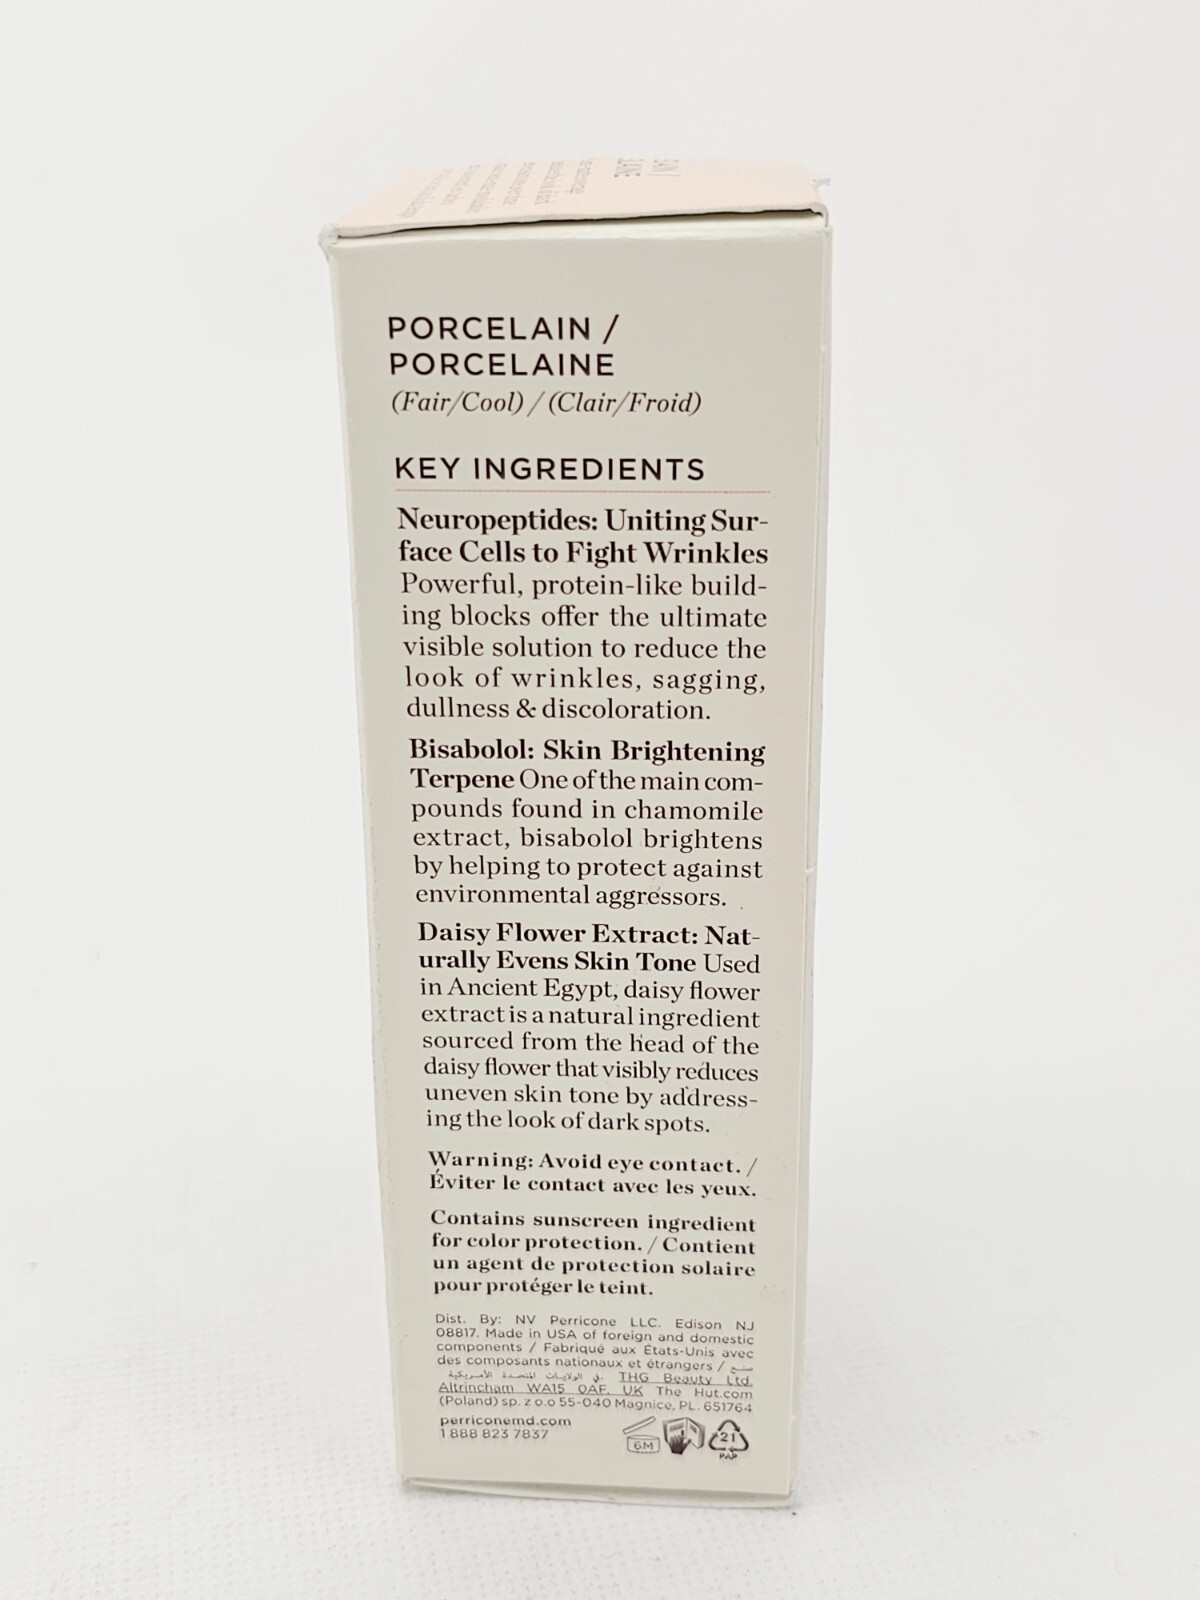 PORCELAIN /
PORCELAINE
(Fair/Cool) / (Clair/Froid)
KEY INGREDIENTS
Neuropeptides: Uniting Sur-
face Cells to Fight Wrinkles
Powerful, protein-like build-
ing blocks offer the ultimate
visible solution to reduce the
look of wrinkles, sagging,
dullness & discoloration.
Bisabolol: Skin Brightening
Terpene One of the main com-
pounds found in chamomile
extract, bisabolol brightens
by helping to protect against
environmental aggressors.
Daisy Flower Extract: Nat-
urally Evens Skin Tone Used
in Ancient Egypt, daisy flower
extract is a natural ingredient
sourced from the head of the
daisy flower that visibly reduces
uneven skin tone by address-
ing the look of dark spots.
Warning: Avoid eye contact. /
Éviter le contact avec les yeux.
Contains sunscreen ingredient
for color protection. / Contient
un agent de protection solaire
pour protéger le teint.
Dist. By: NV Perricone LLC. Edison NJ
08817. Made in USA of foreign and domestic
components / Fabriqué aux États-Unis avec
des composants nationaux et étrangers / صنع
في الولايات المتحدة الأمريكية. THG Beauty Ltd.
Altrincham WA15 0AF. UK The Hut.com
(Poland) sp. z o.o 55-040 Magnice, PL. 651764
perriconemd.com
1 888 823 7837
6M
21
PAP